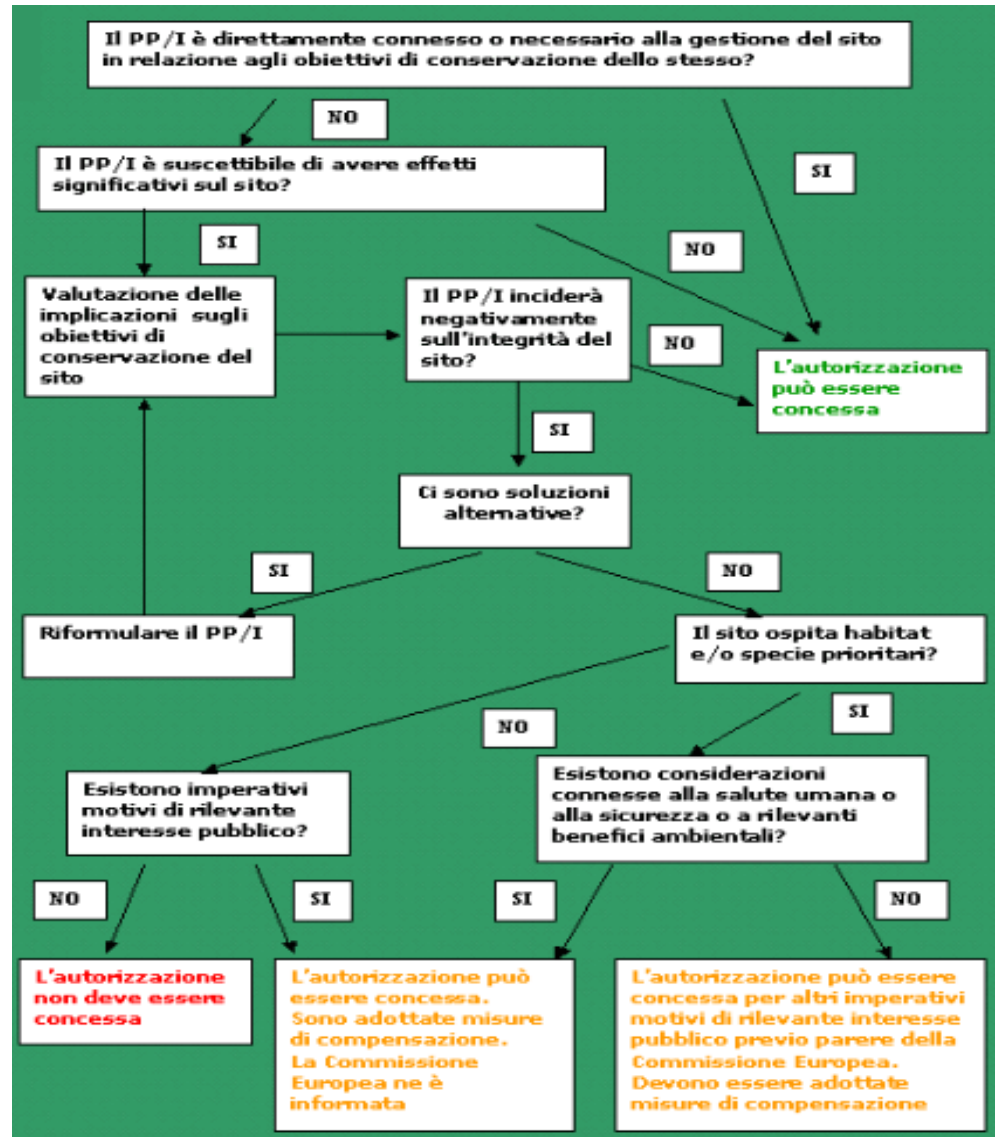 Il PP/I è direttamente connesso o necessario alla gestione del sito
in relazione agli obiettivi di conservazione dello stesso?
NO
Il PP/I è suscettibile di avere effetti
significativi sul sito?
SI
SI
NO
Valutazione delle
implicazioni sugli
obiettivi di
conservazione del
sito
Il PP/I inciderà
negativamente
sull'integrità del
sito?
NO
L'autorizzazione
può essere
concessa
SI
Ci sono soluzioni
alternative?
SI
NO
Riformulare il PP/I
Il sito ospita habitat
e/o specie prioritari?
NO
SI
Esistono imperativi
motivi di rilevante
interesse pubblico?
Esistono considerazioni
connesse alla salute umana o
alla sicurezza o a rilevanti
benefici ambientali?
NO
SI
SI
NO
L'autorizzazione
non deve essere
concessa
L'autorizzazione può
essere concessa.
Sono adottate misure
di compensazione.
La Commissione
Europea ne è
informata
L'autorizzazione può essere
concessa per altri imperativi
motivi di rilevante interesse
pubblico previo parere della
Commissione Europea.
Devono essere adottate
misure di compensazione